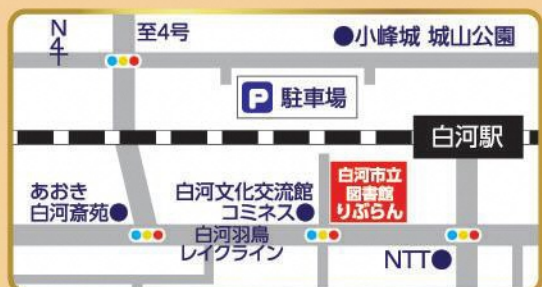 N
4
至4号
●小峰城 城山公園
P 駐車場
白河駅
あおき
白河斎苑●
白河文化交流館
コミネス●
白河市立
図書館
りぷらん
白河羽鳥
レイクライン
NTT●